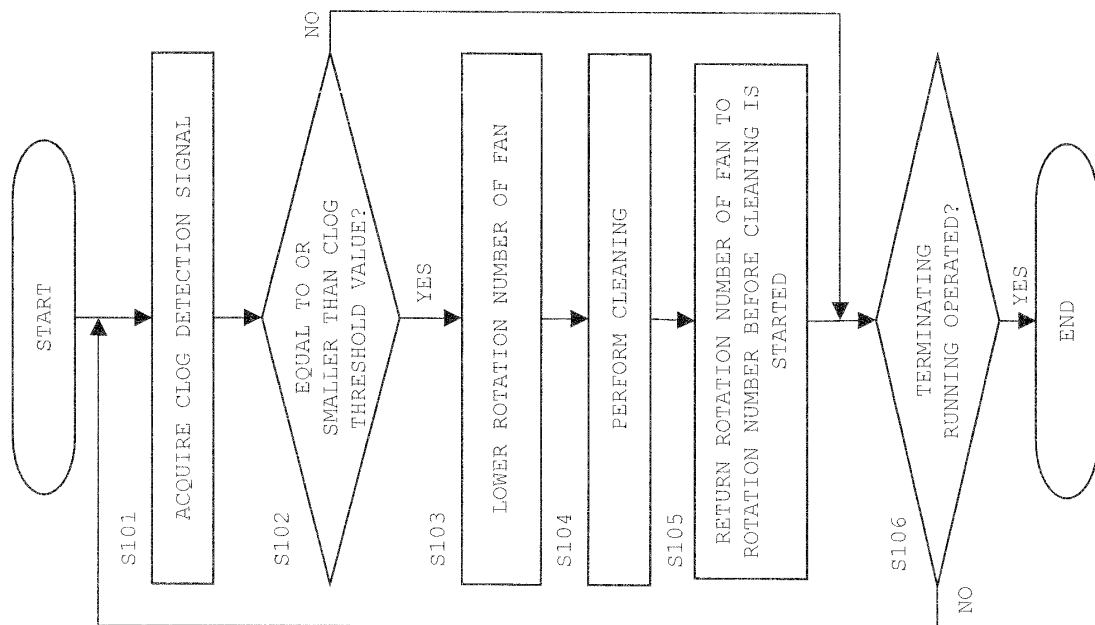 START
S101
ACQUIRE CLOG DETECTION SIGNAL
S102
EQUAL TO OR
SMALLER THAN CLOG
THRESHOLD VALUE?
NO
YES
S103
LOWER ROTATION NUMBER OF FAN
S104
PERFORM CLEANING
S105
RETURN ROTATION NUMBER OF FAN TO
ROTATION NUMBER BEFORE CLEANING IS
STARTED
S106
TERMINATING
RUNNING OPERATED?
NO
YES
END